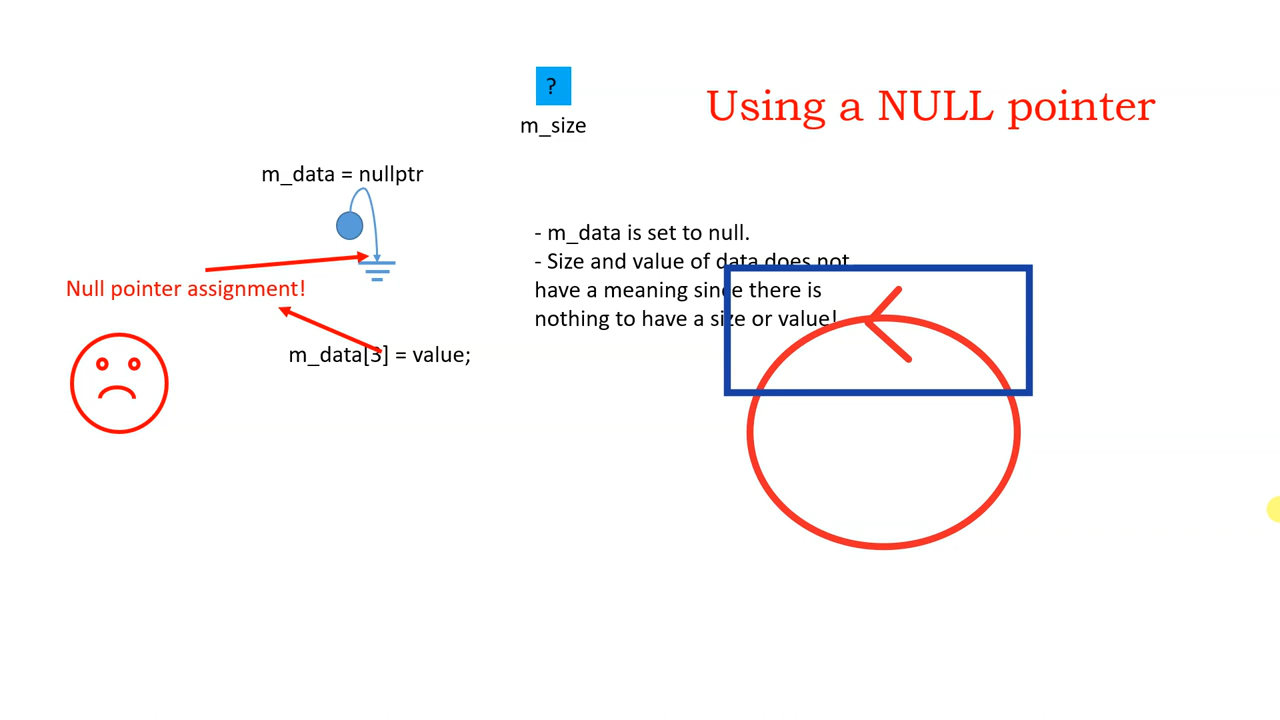 ?
m_size
Using a NULL pointer
m_data = nullptr
- m_data is set to null.
- Size and value of data does not
have a meaning since there is
nothing to have a size or value!
Null pointer assignment!
m_data[3] = value;